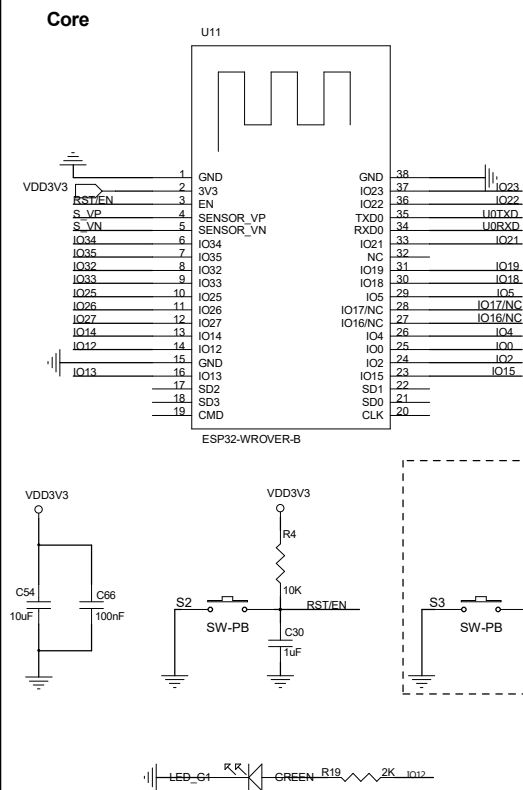 Core
U11
1 GND
VDD3V3 2 3V3
RST/EN 3 EN
S_VP 4 SENSOR_VP
S_VN 5 SENSOR_VN
IO34 6 IO34
IO35 7 IO35
IO32 8 IO32
IO33 9 IO33
IO25 10 IO25
IO26 11 IO26
IO27 12 IO27
IO14 13 IO14
IO12 14 IO12
15 GND
IO13 16 IO13
17 SD2
18 SD3
19 CMD
GND 38
IO23 37 IO23
IO22 36 IO22
TXD0 35 U0TXD
RXD0 34 U0RXD
IO21 33 IO21
NC 32
IO19 31 IO19
IO18 30 IO18
IO5 29 IO5
IO17/NC 28 IO17/NC
IO16/NC 27 IO16/NC
IO4 26 IO4
IO0 25 IO0
IO2 24 IO2
IO15 23 IO15
SD1 22
SD0 21
CLK 20
ESP32-WROVER-B
VDD3V3
C54
10uF
C66
100nF
VDD3V3
R4
10K
S2
SW-PB
RST/EN
C30
1uF
S3
SW-PB
LED_G1 GREEN R19 2K IO12